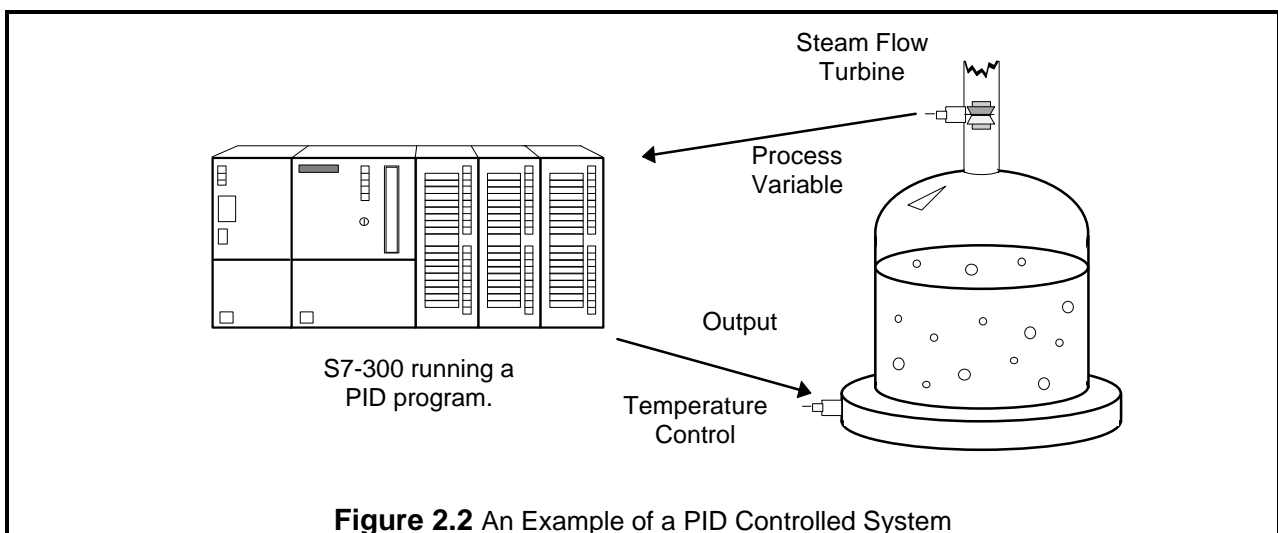 Steam Flow
Turbine
Process
Variable
Output
S7-300 running a
PID program.
Temperature
Control
Figure 2.2 An Example of a PID Controlled System